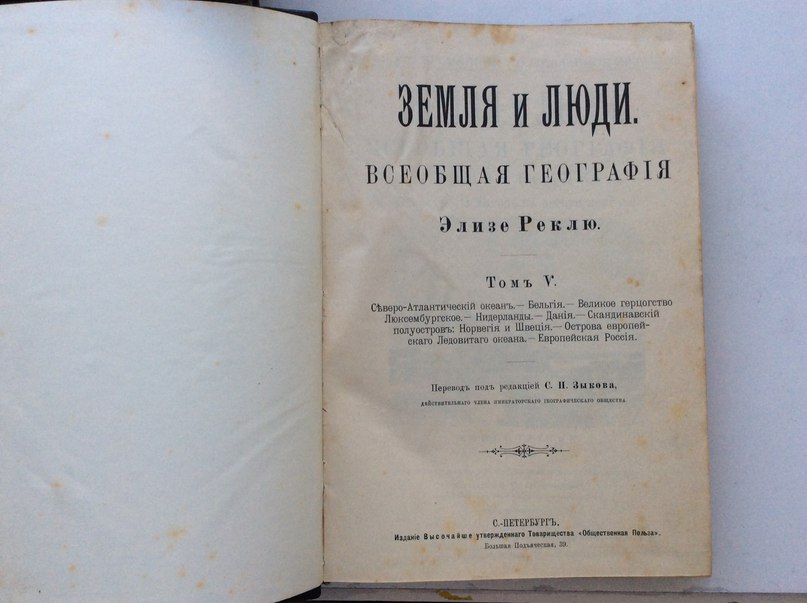 ЗЕМЛЯ И ЛЮДИ.
ВСЕОБЩАЯ ГЕОГРАФІЯ
Элизе Реклю.
Томъ V.
Сѣверо-Атлантическій океанъ.— Бельгія.— Великое герцогство
Люксембургское.— Нидерланды.— Данія.— Скандинавскій
полуостровъ: Норвегія и Швеція.— Острова европей-
скаго Ледовитаго океана.— Европейская Россія.
Переводъ подъ редакціей С. П. Зыкова,
ДѢЙСТВИТЕЛЬНАГО ЧЛЕНА ИМПЕРАТОРСКАГО ГЕОГРАФИЧЕСКАГО ОБЩЕСТВА
С.-ПЕТЕРБУРГЪ.
Изданіе Высочайше утвержденнаго Товарищества «Общественная Польза».
Большая Подъяческая, 39.